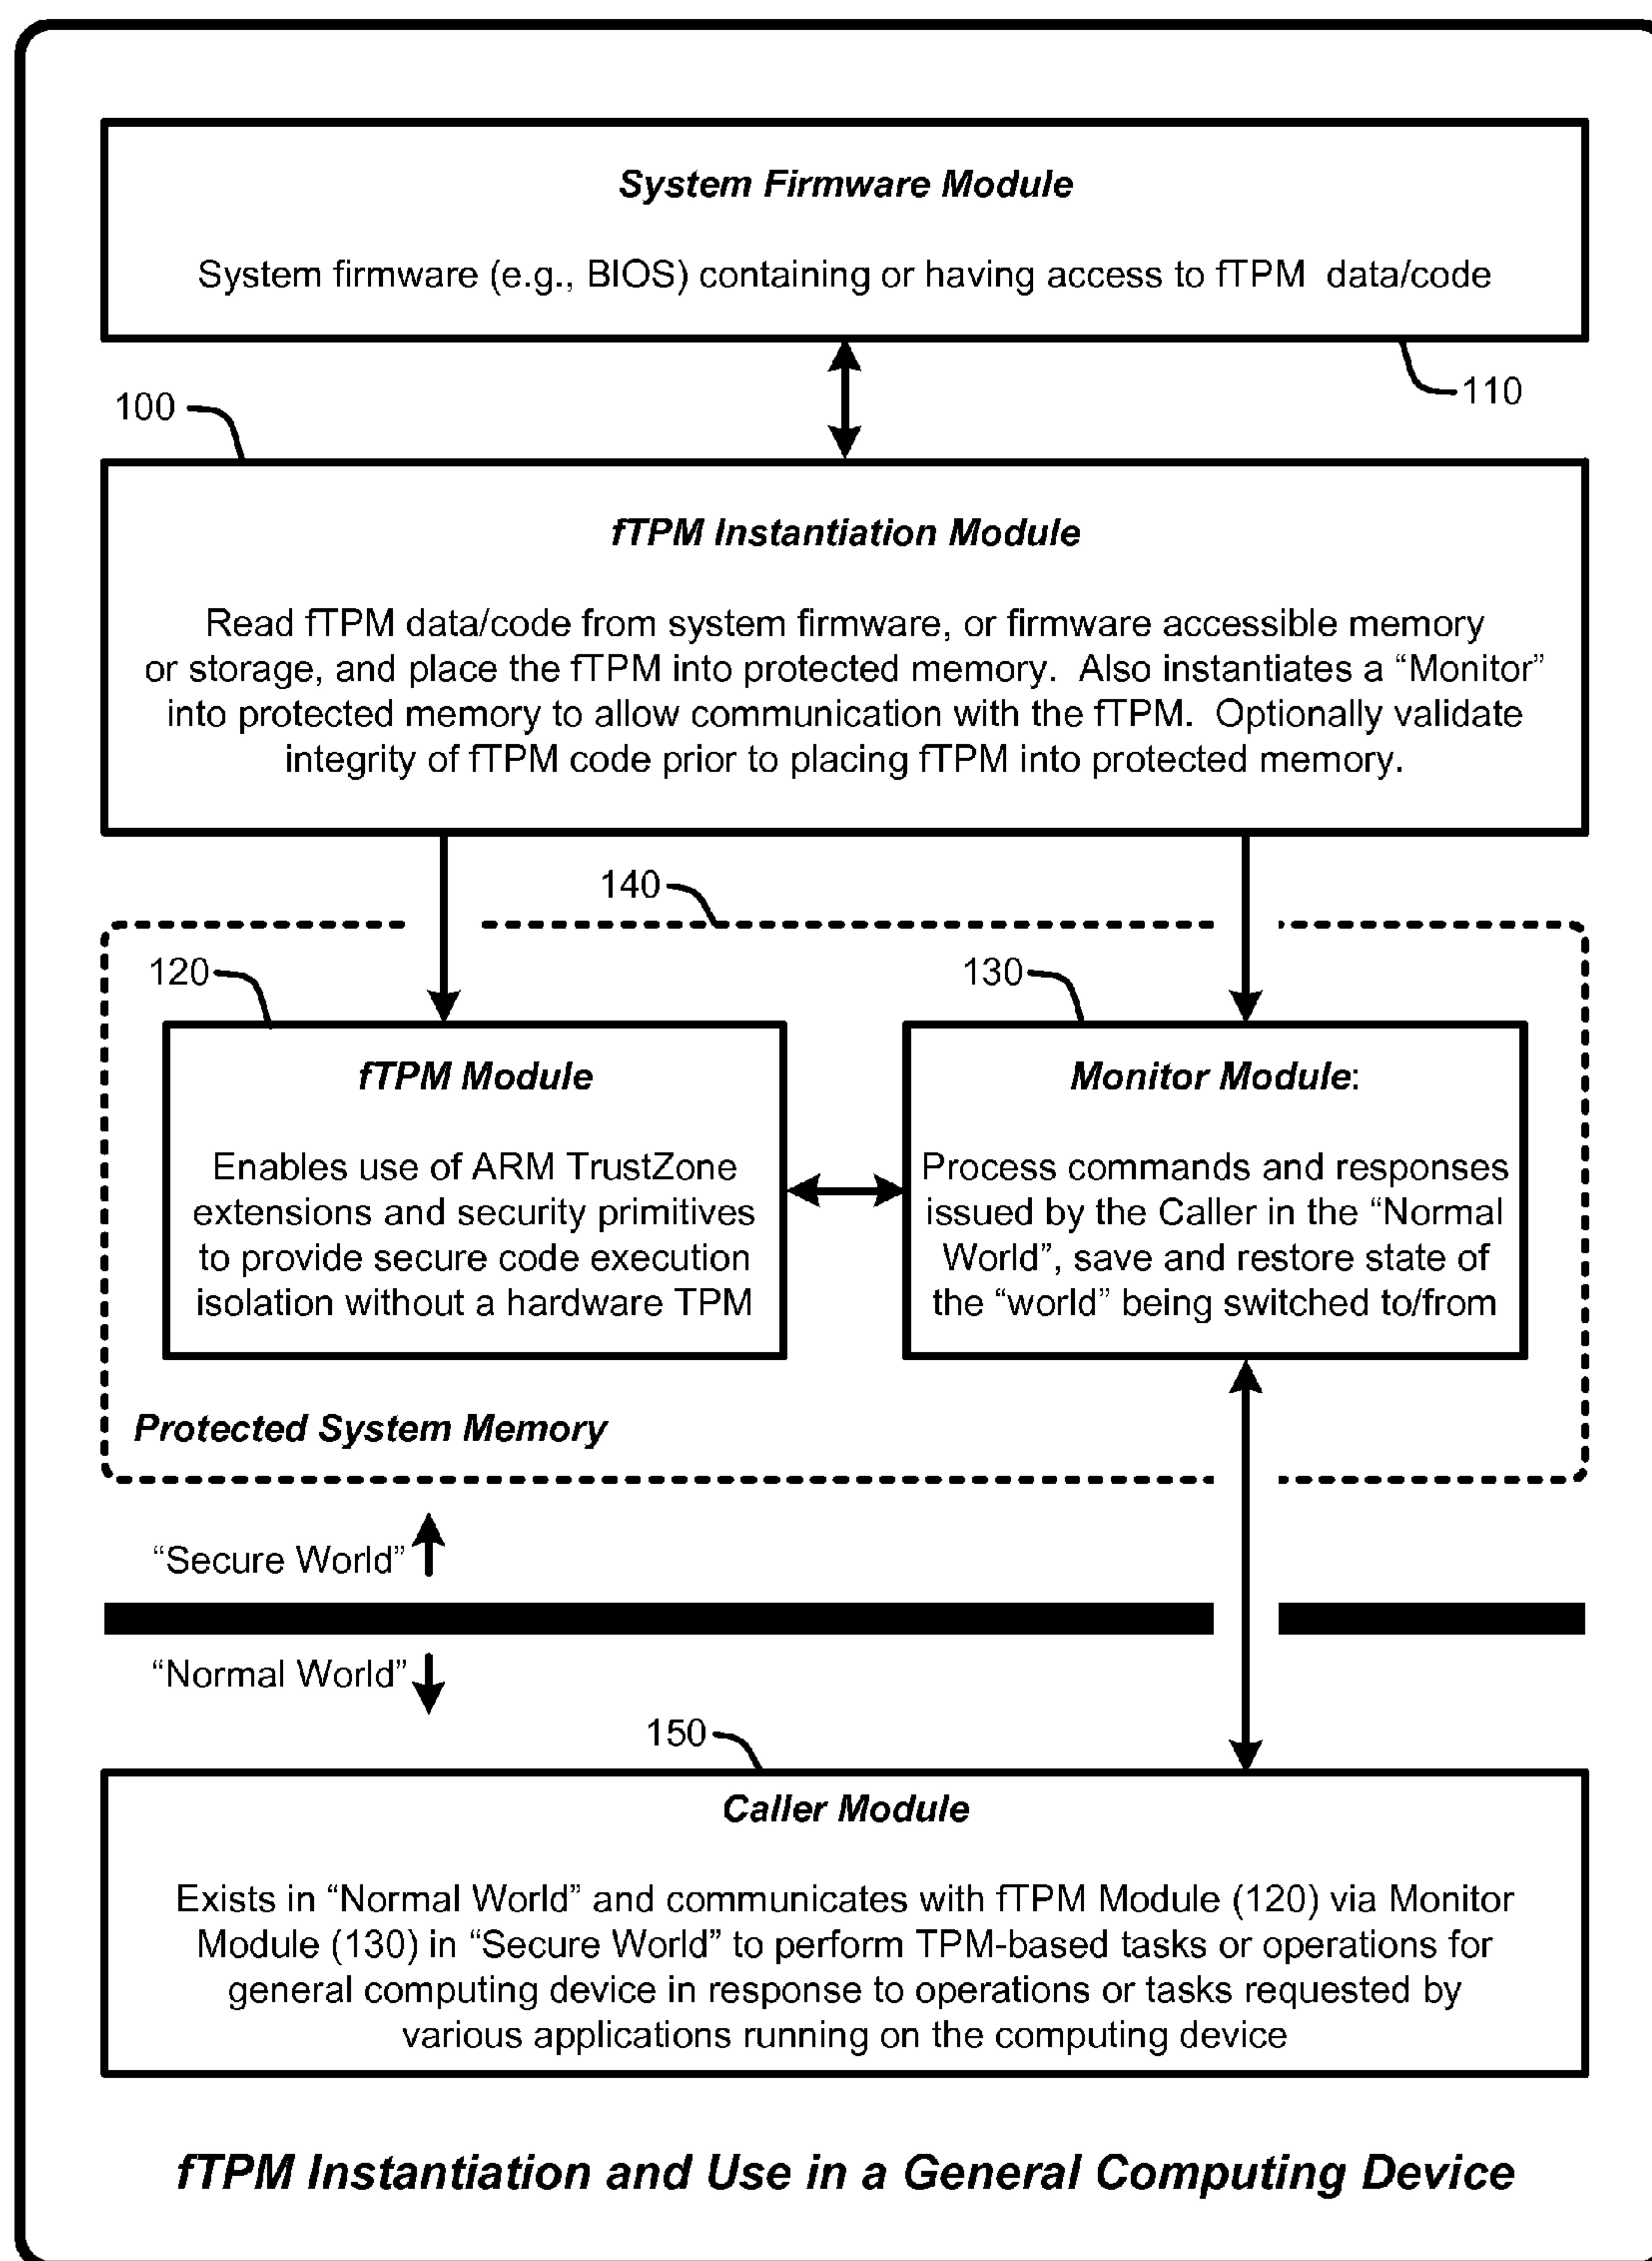 System Firmware Module
System firmware (e.g., BIOS) containing or having access to fTPM data/code
110
100
fTPM Instantiation Module
Read fTPM data/code from system firmware, or firmware accessible memory
or storage, and place the fTPM into protected memory. Also instantiates a “Monitor”
into protected memory to allow communication with the fTPM. Optionally validate
integrity of fTPM code prior to placing fTPM into protected memory.
140
120
130
fTPM Module
Enables use of ARM TrustZone
extensions and security primitives
to provide secure code execution
isolation without a hardware TPM
Monitor Module:
Process commands and responses
issued by the Caller in the “Normal
World”, save and restore state of
the “world” being switched to/from
Protected System Memory
“Secure World”
“Normal World”
150
Caller Module
Exists in “Normal World” and communicates with fTPM Module (120) via Monitor
Module (130) in “Secure World” to perform TPM-based tasks or operations for
general computing device in response to operations or tasks requested by
various applications running on the computing device
fTPM Instantiation and Use in a General Computing Device